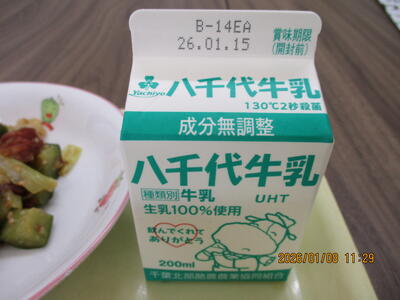 B-14EA
26.01.15
賞味期限
(開封前)
Yachiyo
八千代牛乳
130℃2秒殺菌
成分無調整
八千代牛乳
種類別 牛乳
UHT
生乳100%使用
飲んでくれて
ありがとう
200ml
千葉北部酪農農業協同組合
2026/01/09 11:29